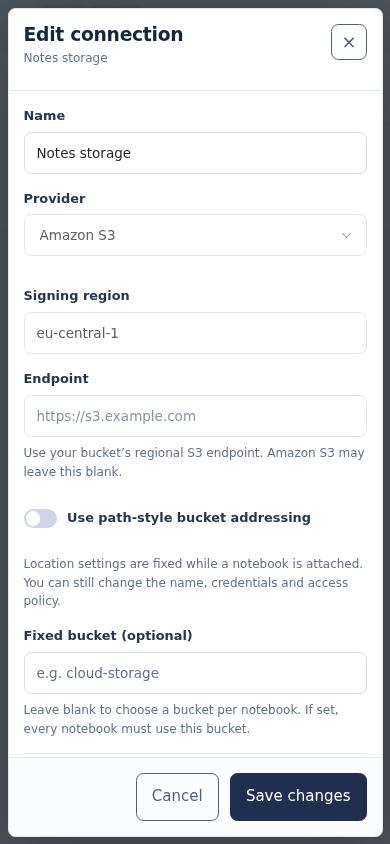 Edit connection
Notes storage
Name
Notes storage
Provider
Amazon S3
Signing region
eu-central-1
Endpoint
https://s3.example.com
Use your bucket’s regional S3 endpoint. Amazon S3 may
leave this blank.
Use path-style bucket addressing
Location settings are fixed while a notebook is attached.
You can still change the name, credentials and access
policy.
Fixed bucket (optional)
e.g. cloud-storage
Leave blank to choose a bucket per notebook. If set,
every notebook must use this bucket.
Cancel
Save changes